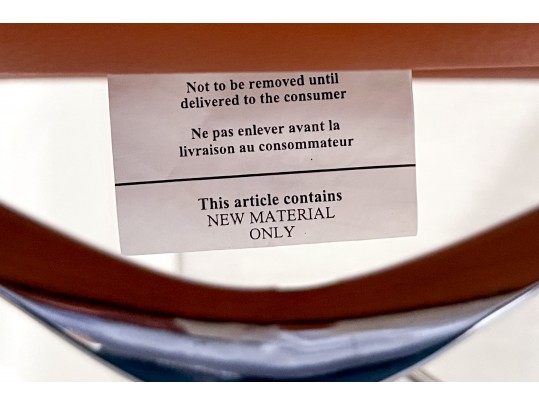 Not to be removed until
delivered to the consumer
Ne pas enlever avant la
livraison au consommateur
This article contains
NEW MATERIAL
ONLY